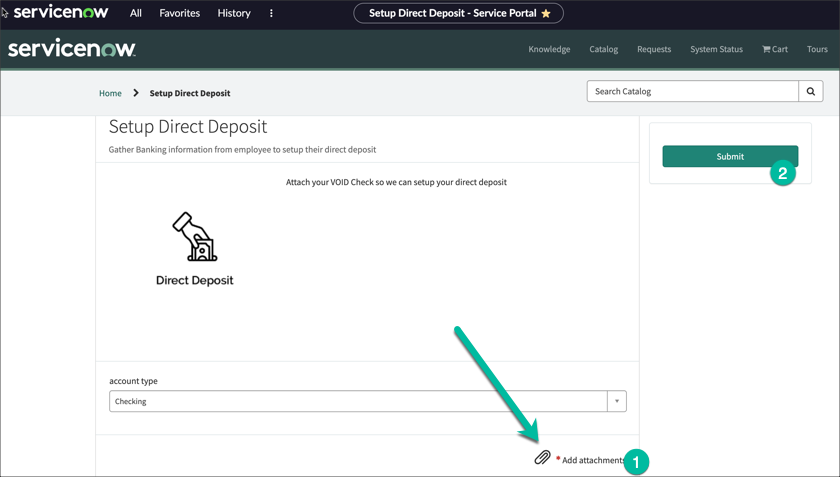 servicenow All Favorites History Setup Direct Deposit - Service Portal
servicenow Knowledge Catalog Requests System Status Cart Tours
Home Setup Direct Deposit Search Catalog
Setup Direct Deposit
Gather Banking information from employee to setup their direct deposit
Submit
2
Attach your VOID Check so we can setup your direct deposit
Direct Deposit
account type
Checking
* Add attachments 1